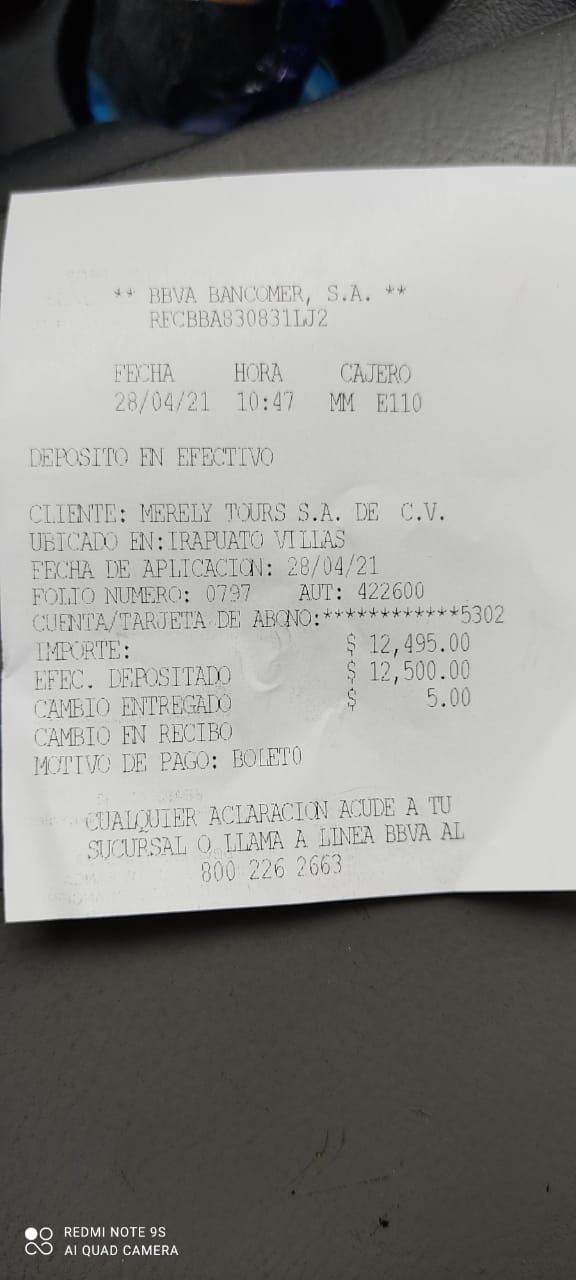 ** BBVA BANCOMER, S.A. **
RFCBBA830831LJ2
FECHA HORA CAJERO
28/04/21 10:47 MM E110
DEPOSITO EN EFECTIVO
CLIENTE: MERELY TOURS S.A. DE C.V.
UBICADO EN:IRAPUATO VILLAS
FECHA DE APLICACION: 28/04/21
FOLIO NUMERO: 0797 AUT: 422600
CUENTA/TARJETA DE ABONO:************5302
IMPORTE: $ 12,495.00
EFEC. DEPOSITADO $ 12,500.00
CAMBIO ENTREGADO $ 5.00
CAMBIO EN RECIBO
MOTIVO DE PAGO: BOLETO
CUALQUIER ACLARACION ACUDE A TU
SUCURSAL O LLAMA A LINEA BBVA AL
800 226 2663
REDMI NOTE 9S
AI QUAD CAMERA